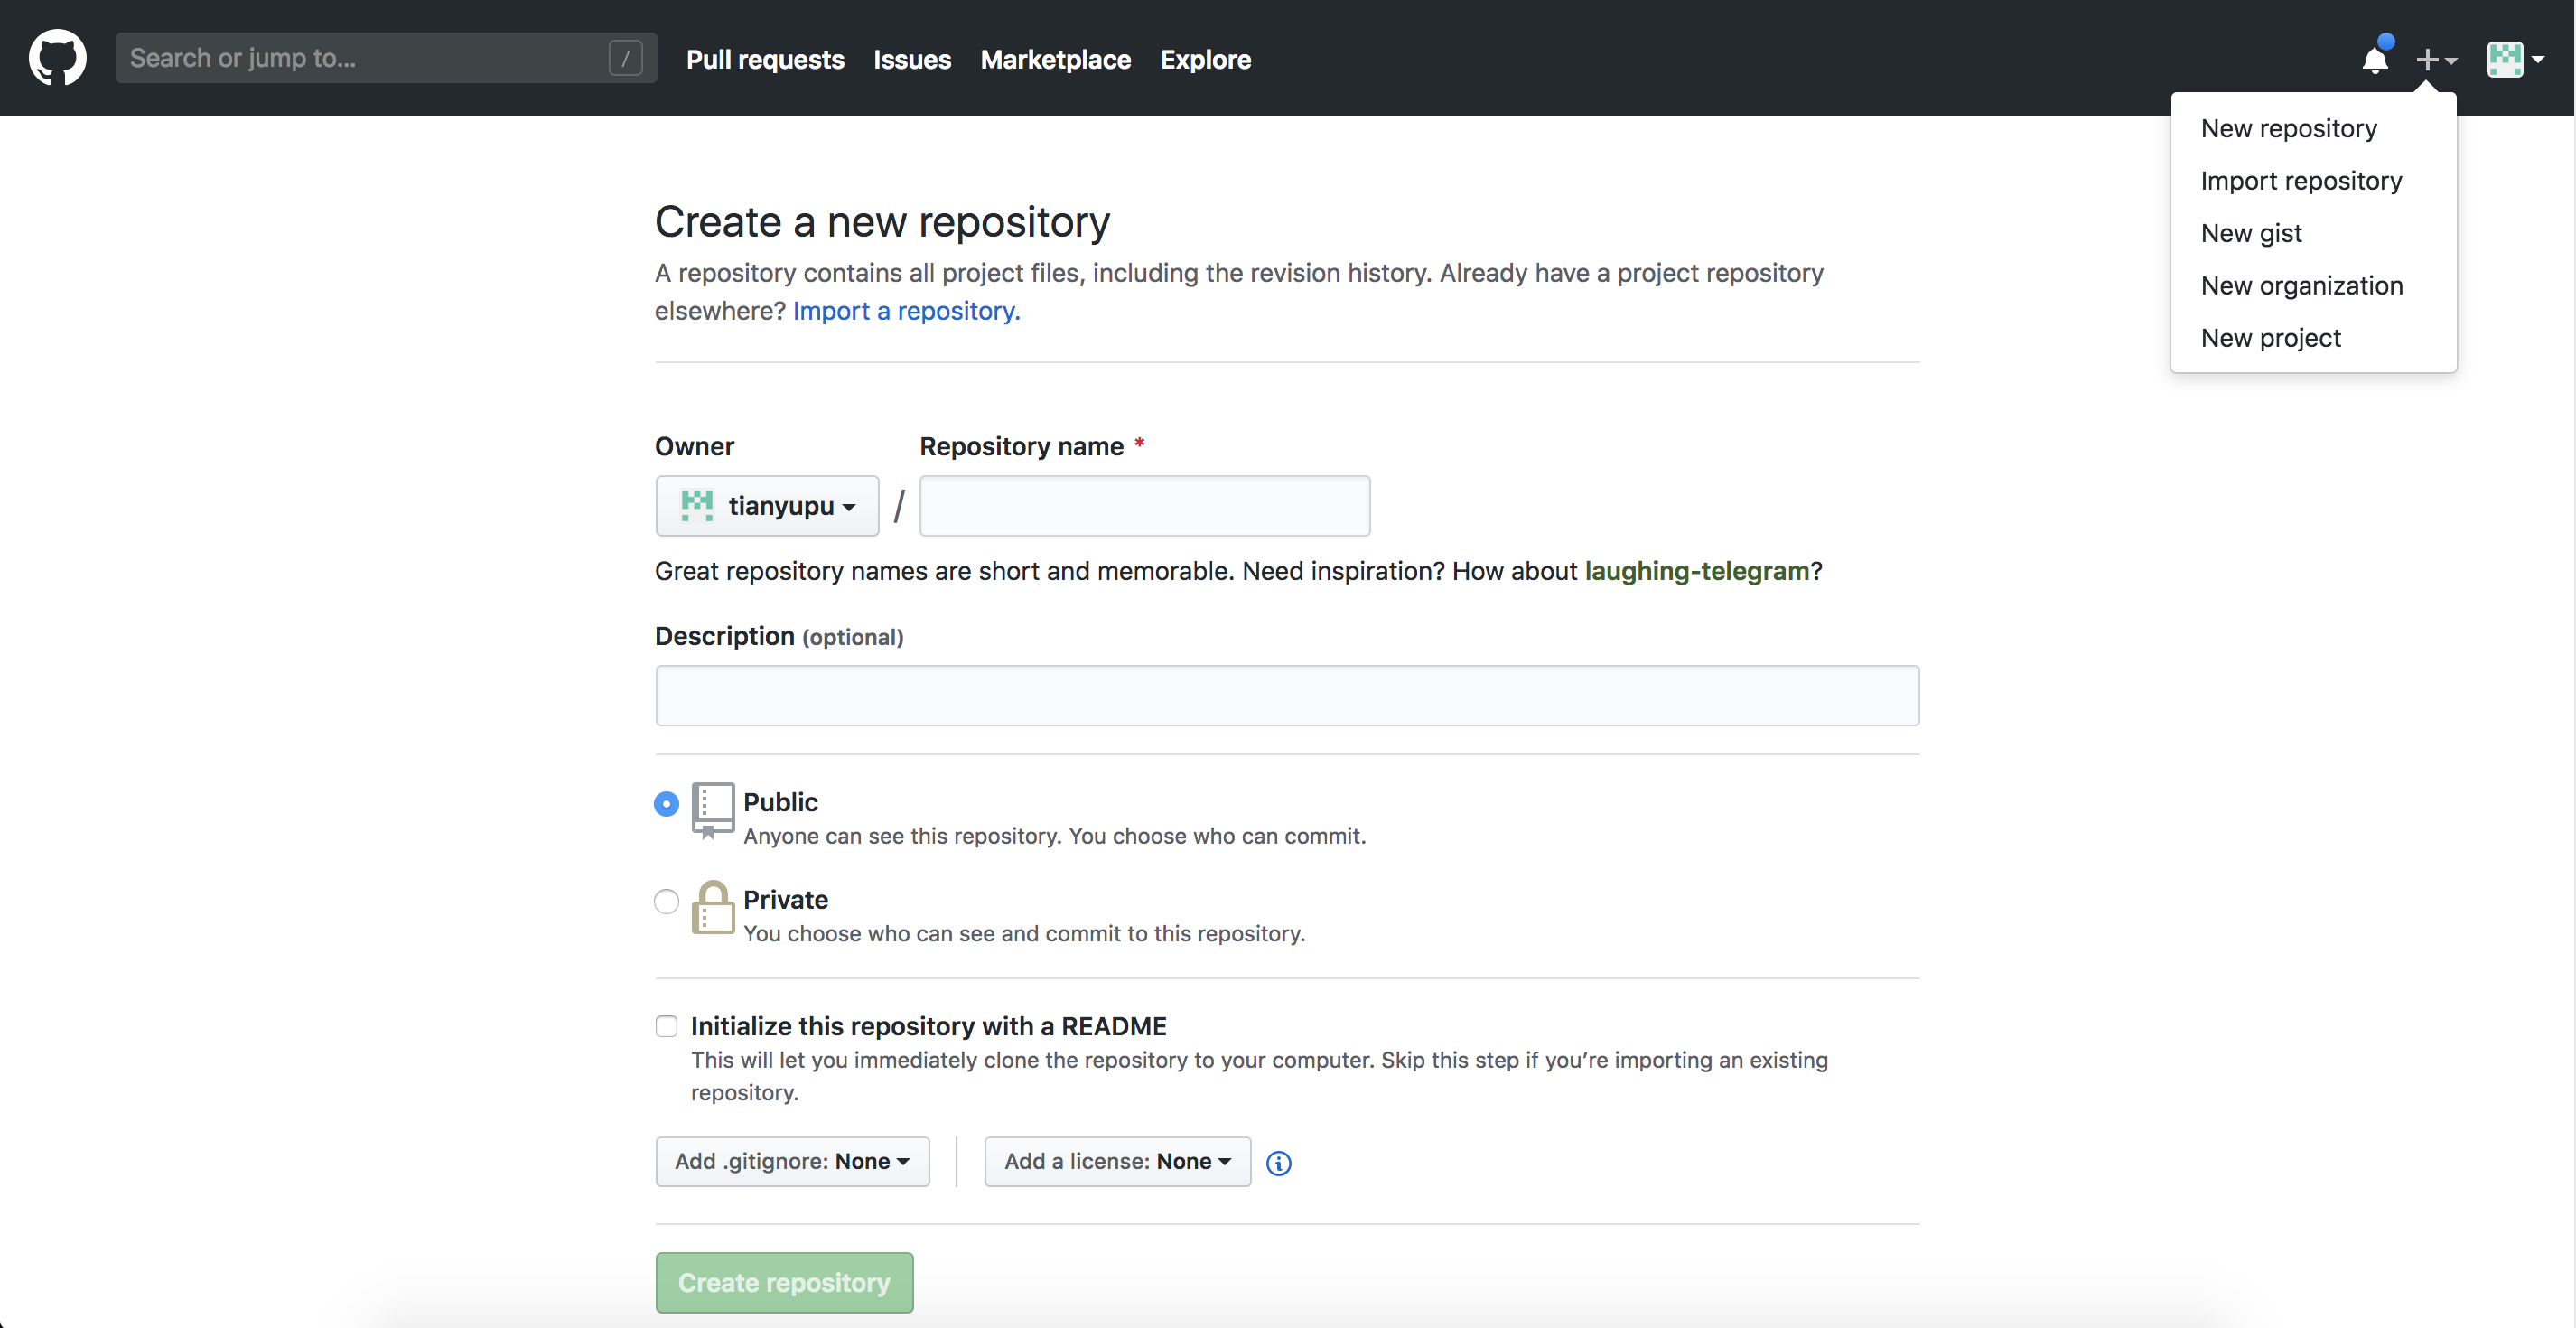 Search or jump to... /
Pull requests Issues Marketplace Explore
New repository
Import repository
New gist
New organization
New project
Create a new repository
A repository contains all project files, including the revision history. Already have a project repository
elsewhere? Import a repository.
Owner Repository name *
tianyupu /
Great repository names are short and memorable. Need inspiration? How about laughing-telegram?
Description (optional)
Public
Anyone can see this repository. You choose who can commit.
Private
You choose who can see and commit to this repository.
Initialize this repository with a README
This will let you immediately clone the repository to your computer. Skip this step if you’re importing an existing
repository.
Add .gitignore: None Add a license: None
Create repository